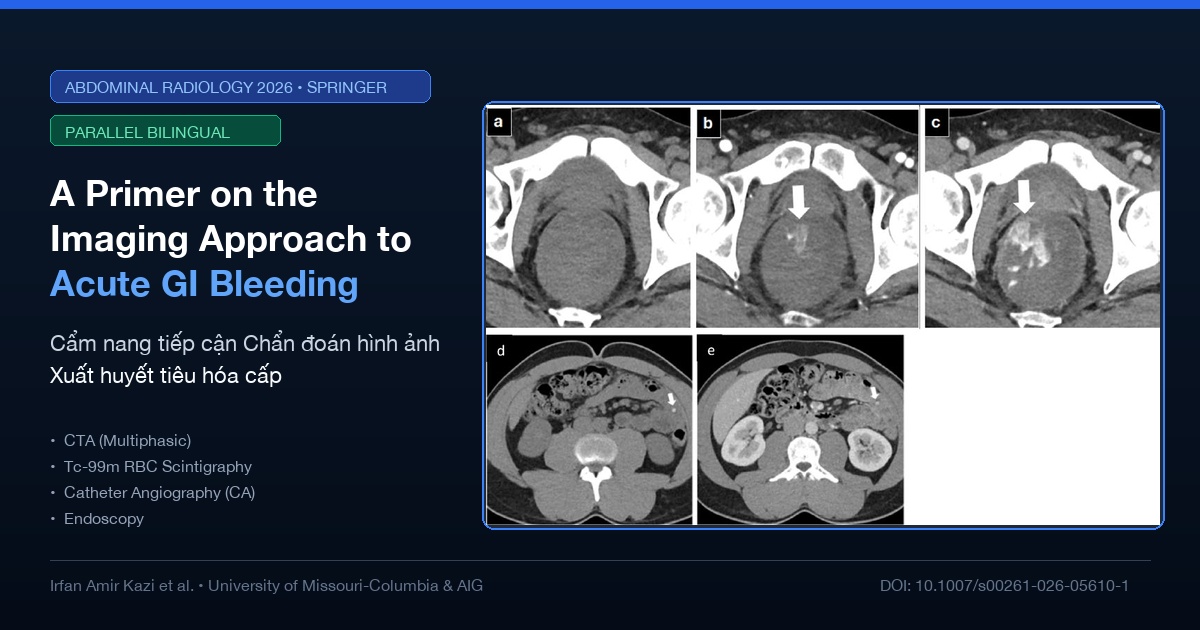 ABDOMINAL RADIOLOGY 2026 • SPRINGER
PARALLEL BILINGUAL
A Primer on the
Imaging Approach to
Acute GI Bleeding
Cẩm nang tiếp cận Chẩn đoán hình ảnh
Xuất huyết tiêu hóa cấp
• CTA (Multiphasic)
• Tc-99m RBC Scintigraphy
• Catheter Angiography (CA)
• Endoscopy
a
b
c
d
e
Irfan Amir Kazi et al. • University of Missouri-Columbia & AIG
DOI: 10.1007/s00261-026-05610-1